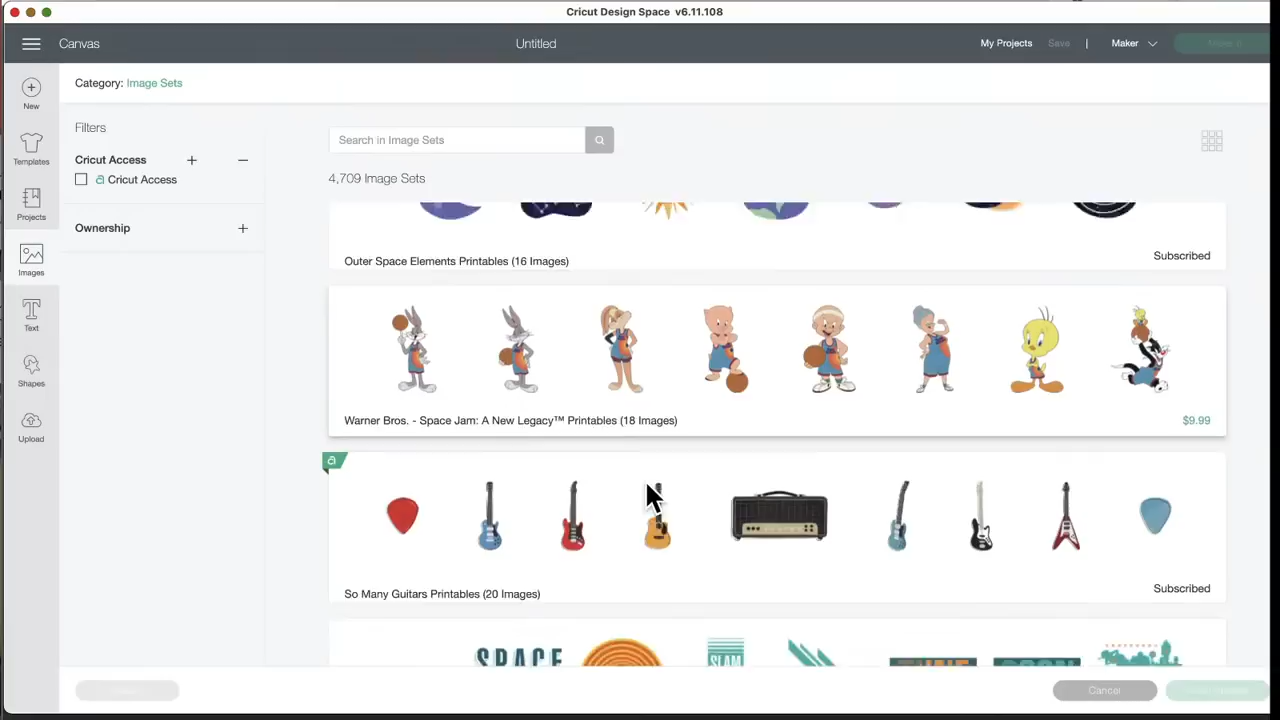 Cricut Design Space v6.11.108
Canvas
Untitled
My Projects
Save
|
Maker
Category: Image Sets
New
Templates
Projects
Images
Text
Shapes
Upload
Filters
Cricut Access
Cricut Access
Ownership
Search in Image Sets
4,709 Image Sets
Outer Space Elements Printables (16 Images)
Subscribed
Warner Bros. - Space Jam: A New Legacy™ Printables (18 Images)
$9.99
So Many Guitars Printables (20 Images)
Subscribed
SPACE
SLAM
Cancel